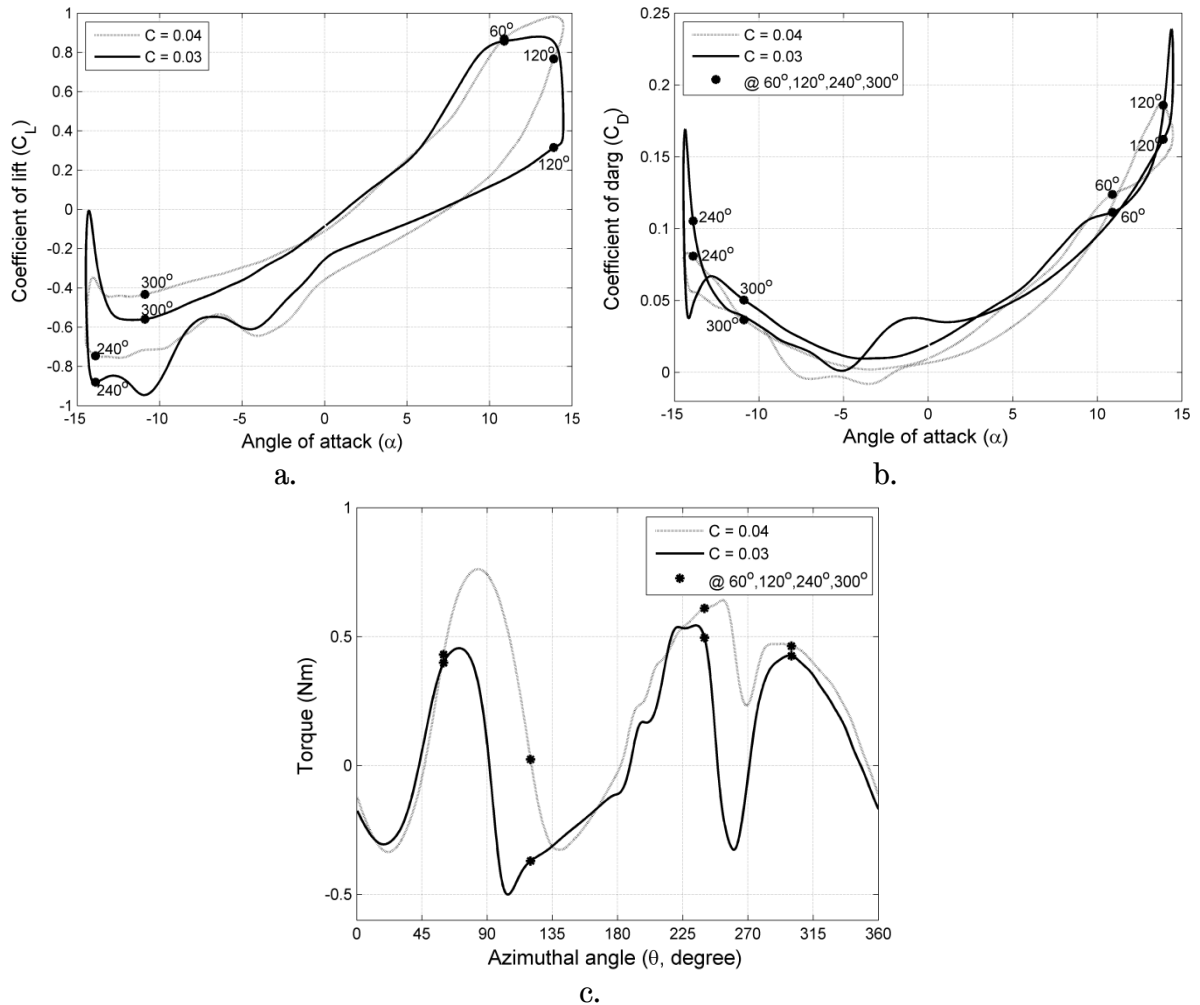 C = 0.04
C = 0.03
Coefficient of lift (C_L)
1
0.8
0.6
0.4
0.2
0
-0.2
-0.4
-0.6
-0.8
-1
60°
120°
120°
300°
300°
240°
240°
-15 -10 -5 0 5 10 15
Angle of attack (α)
a.
C = 0.04
C = 0.03
@ 60°,120°,240°,300°
Coefficient of darg (C_D)
0.25
0.2
0.15
0.1
0.05
0
120°
120°
60°
60°
240°
240°
300°
300°
-15 -10 -5 0 5 10 15
Angle of attack (α)
b.
C = 0.04
C = 0.03
@ 60°,120°,240°,300°
Torque (Nm)
1
0.5
0
-0.5
0 45 90 135 180 225 270 315 360
Azimuthal angle (θ, degree)
c.